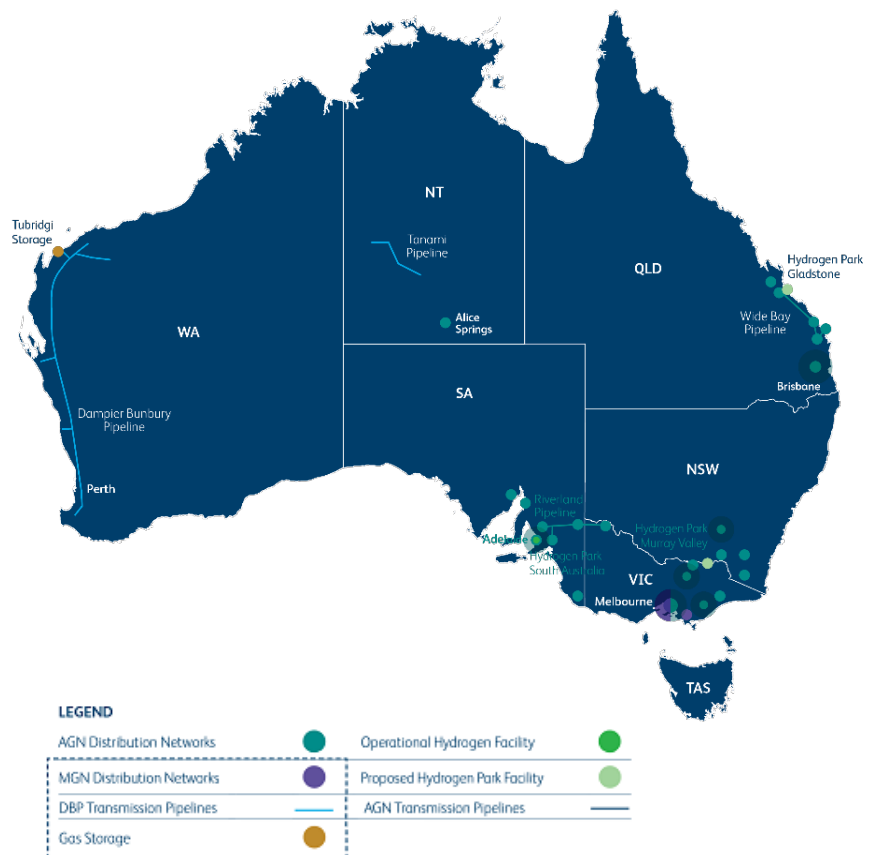 NT
Tubridgi
Storage
Tanami
Pipeline
Hydrogen Park
Gladstone
QLD
WA
Alice
Springs
Wide Bay
Pipeline
SA
Brisbane
Dampier Bunbury
Pipeline
NSW
Perth
Riverland
Pipeline
Hydrogen Park
Murray Valley
Adelaide
Hydrogen Park
South Australia
VIC
Melbourne
TAS
LEGEND
AGN Distribution Networks
Operational Hydrogen Facility
MGN Distribution Networks
Proposed Hydrogen Park Facility
DBP Transmission Pipelines
AGN Transmission Pipelines
Gas Storage